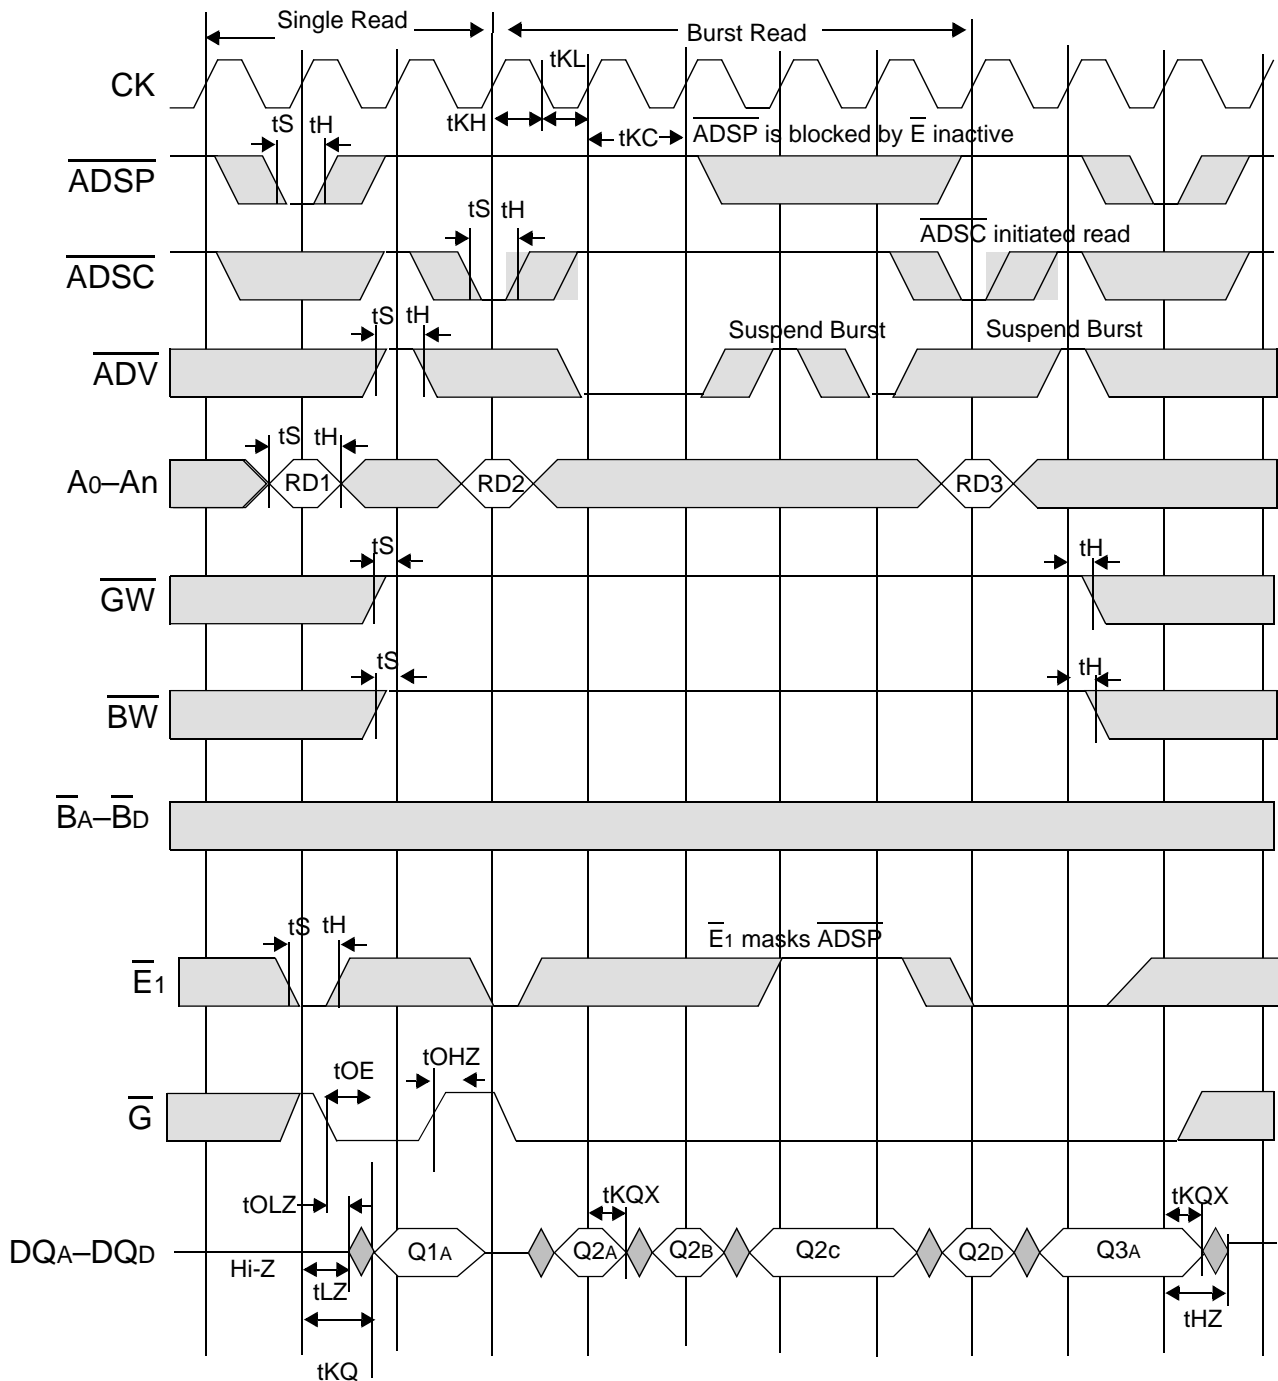 Single Read
Burst Read
CK
tKL
tKH
tKC
ADSP is blocked by E inactive
tS tH
ADSP
tS tH
ADSC initiated read
ADSC
tS tH
Suspend Burst
Suspend Burst
ADV
tS tH
A0–An
RD1
RD2
RD3
tS
tH
GW
tS
tH
BW
BA–BD
tS tH
E1 masks ADSP
E1
tOE
tOHZ
G
tOLZ
tKQX
tKQX
DQA–DQD
Q1A
Q2A
Q2B
Q2c
Q2D
Q3A
Hi-Z
tLZ
tHZ
tKQ